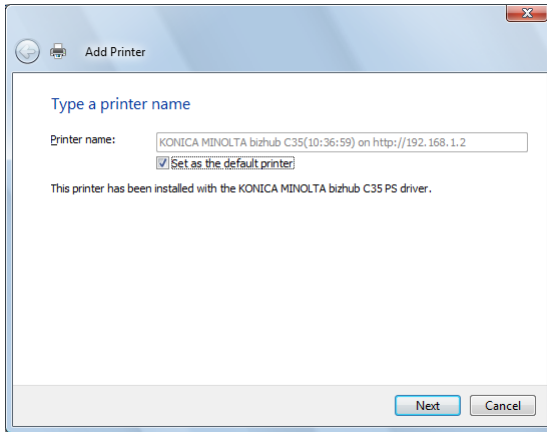 Add Printer
Type a printer name
Printer name: KONICA MINOLTA bizhub C35(10:36:59) on http://192.168.1.2
Set as the default printer
This printer has been installed with the KONICA MINOLTA bizhub C35 PS driver.
Next Cancel